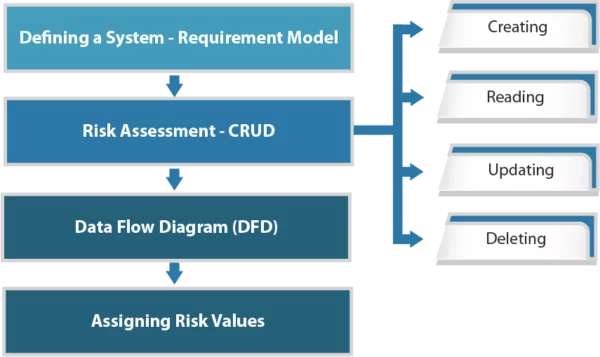 Defining a System - Requirement Model
Risk Assessment - CRUD
Data Flow Diagram (DFD)
Assigning Risk Values
Creating
Reading
Updating
Deleting